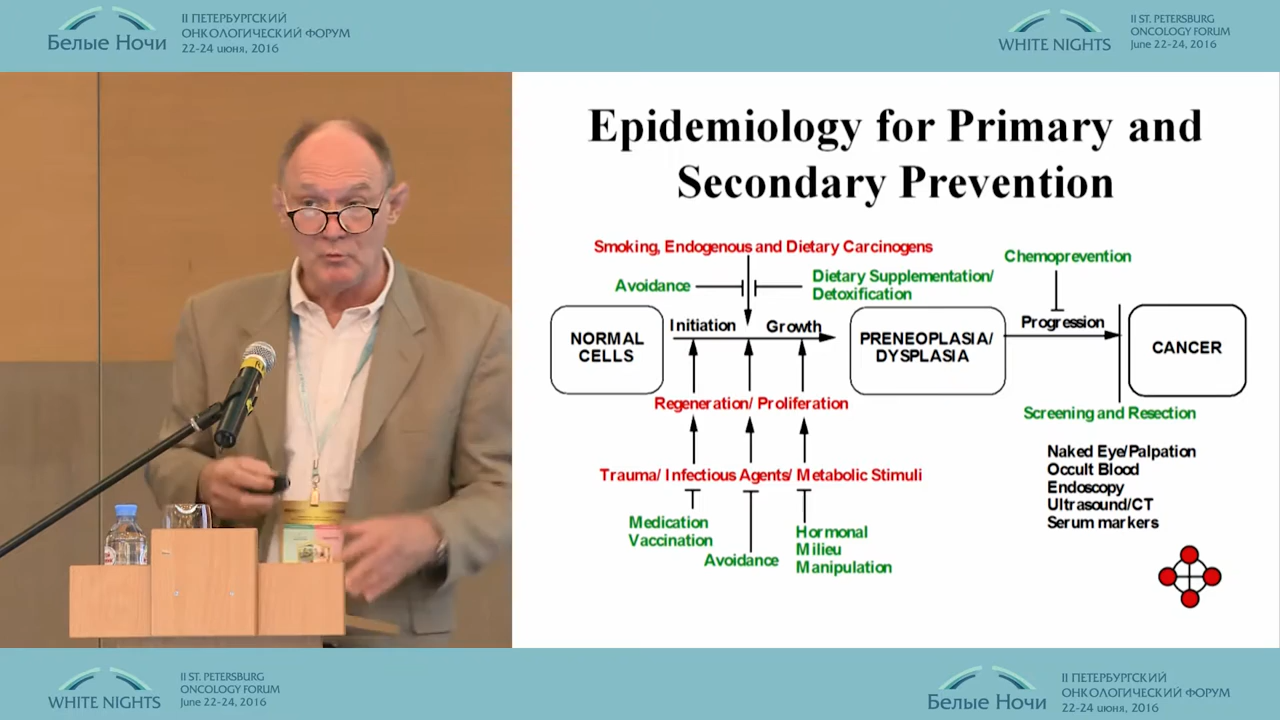 Белые Ночи
II ПЕТЕРБУРГСКИЙ
ОНКОЛОГИЧЕСКИЙ ФОРУМ
22-24 июня, 2016
WHITE NIGHTS
II ST. PETERSBURG
ONCOLOGY FORUM
June 22-24, 2016
Epidemiology for Primary and
Secondary Prevention
Smoking, Endogenous and Dietary Carcinogens
Chemoprevention
Avoidance
Dietary Supplementation/
Detoxification
NORMAL
CELLS
Initiation
Growth
PRENEOPLASIA/
DYSPLASIA
Progression
CANCER
Regeneration/ Proliferation
Screening and Resection
Trauma/ Infectious Agents/ Metabolic Stimuli
Naked Eye/Palpation
Occult Blood
Endoscopy
Ultrasound/CT
Serum markers
Medication
Vaccination
Avoidance
Hormonal
Milieu
Manipulation
WHITE NIGHTS
II ST. PETERSBURG
ONCOLOGY FORUM
June 22-24, 2016
Белые Ночи
II ПЕТЕРБУРГСКИЙ
ОНКОЛОГИЧЕСКИЙ ФОРУМ
22-24 июня, 2016